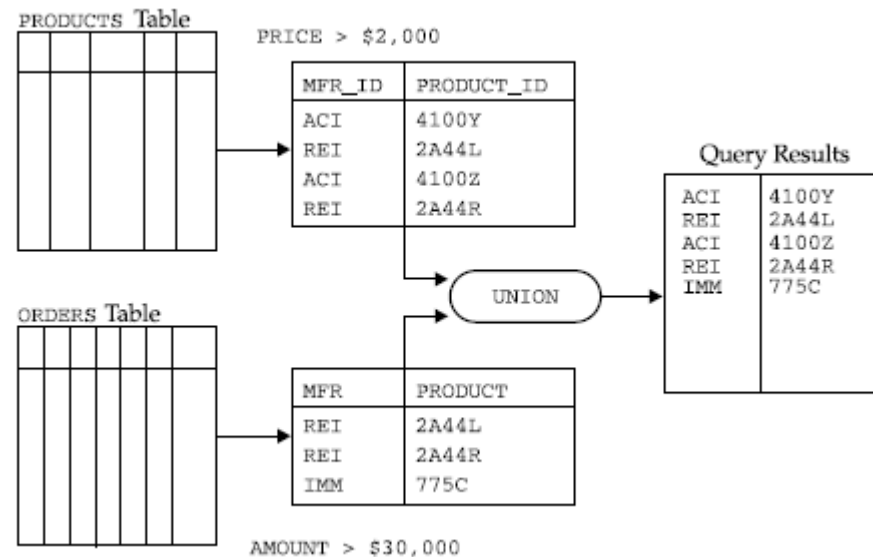 PRODUCTS Table
PRICE > $2,000
MFR_ID PRODUCT_ID
ACI 4100Y
REI 2A44L
ACI 4100Z
REI 2A44R
Query Results
ACI 4100Y
REI 2A44L
ACI 4100Z
REI 2A44R
IMM 775C
UNION
ORDERS Table
MFR PRODUCT
REI 2A44L
REI 2A44R
IMM 775C
AMOUNT > $30,000